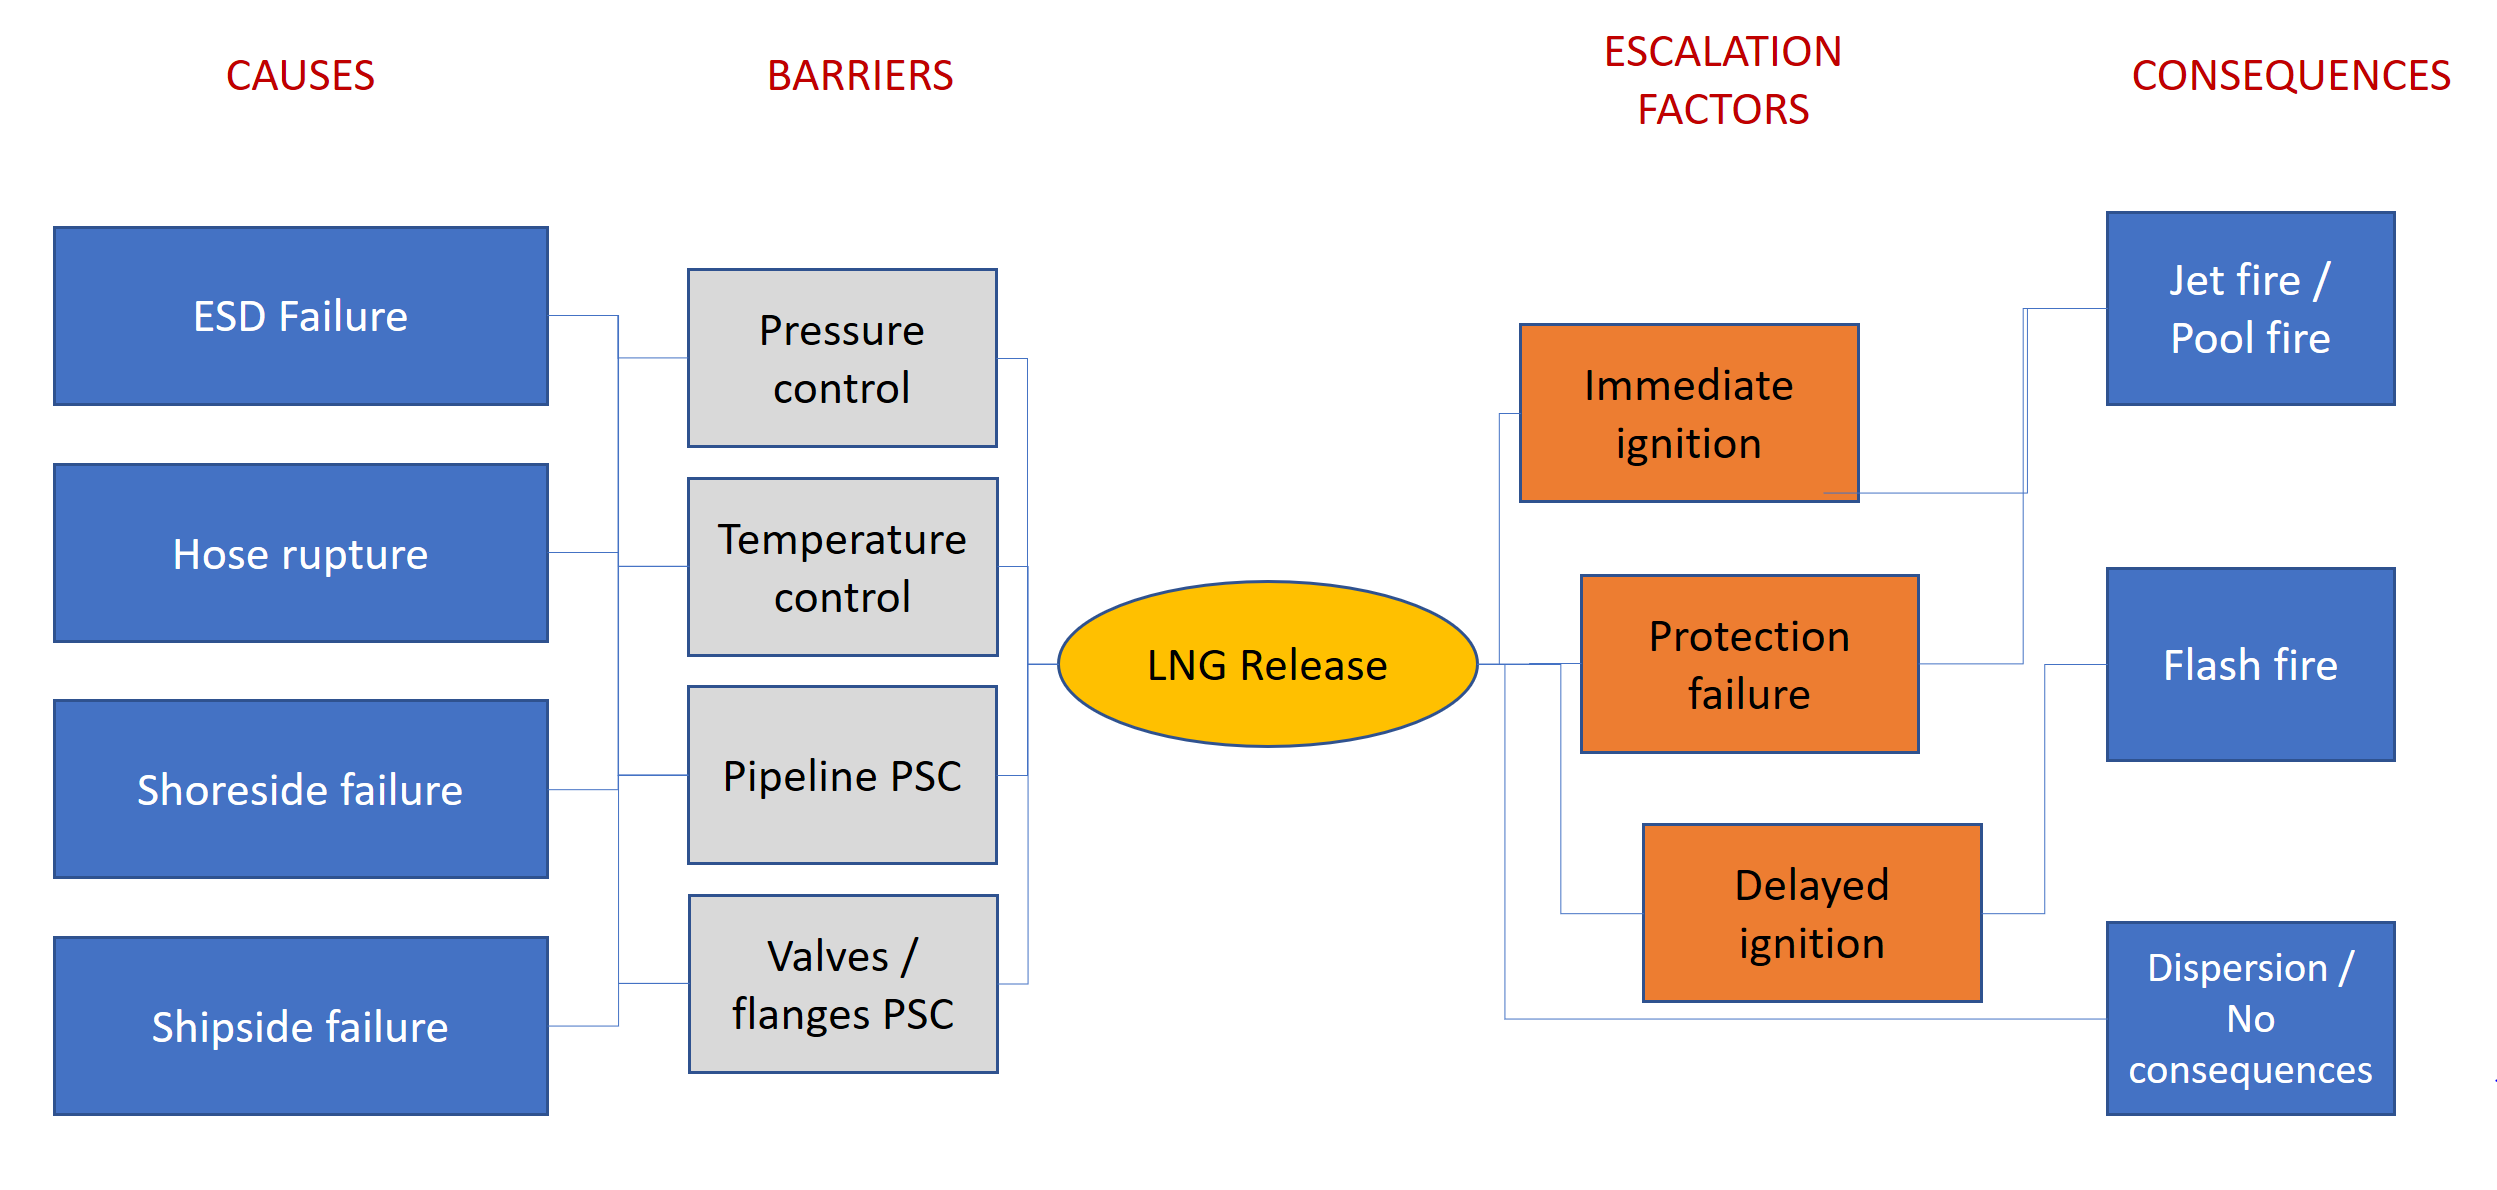 CAUSES
BARRIERS
ESCALATION
FACTORS
CONSEQUENCES
ESD Failure
Hose rupture
Shoreside failure
Shipside failure
Pressure
control
Temperature
control
Pipeline PSC
Valves /
flanges PSC
LNG Release
Immediate
ignition
Protection
failure
Delayed
ignition
Jet fire /
Pool fire
Flash fire
Dispersion /
No
consequences